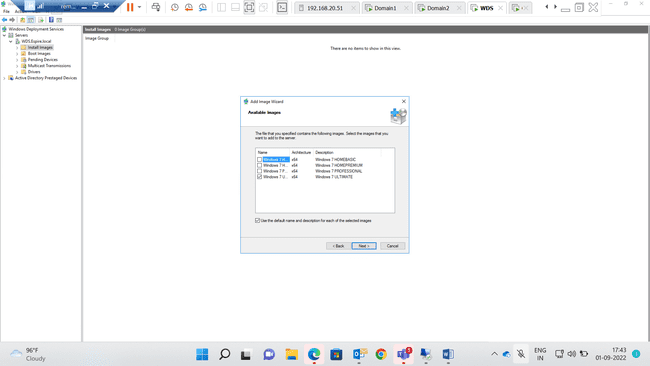 rem...
192.168.20.51
Domain1
Domain2
WDS
File
Windows Deployment Services
Servers
WDS.Expire.local
Install Images
Boot Images
Pending Devices
Multicast Transmissions
Drivers
Active Directory Prestaged Devices
Install Images 0 Image Group(s)
Image Group
There are no items to show in this view.
Add Image Wizard
Available Images
The file that you specified contains the following images. Select the images that you
want to add to the server.
Name Architecture Description
Windows 7 H... x64 Windows 7 HOMEBASIC
Windows 7 H... x64 Windows 7 HOMEPREMIUM
Windows 7 P... x64 Windows 7 PROFESSIONAL
Windows 7 U... x64 Windows 7 ULTIMATE
Use the default name and description for each of the selected images
< Back
Next >
Cancel
96°F
Cloudy
ENG
IN
17:43
01-09-2022